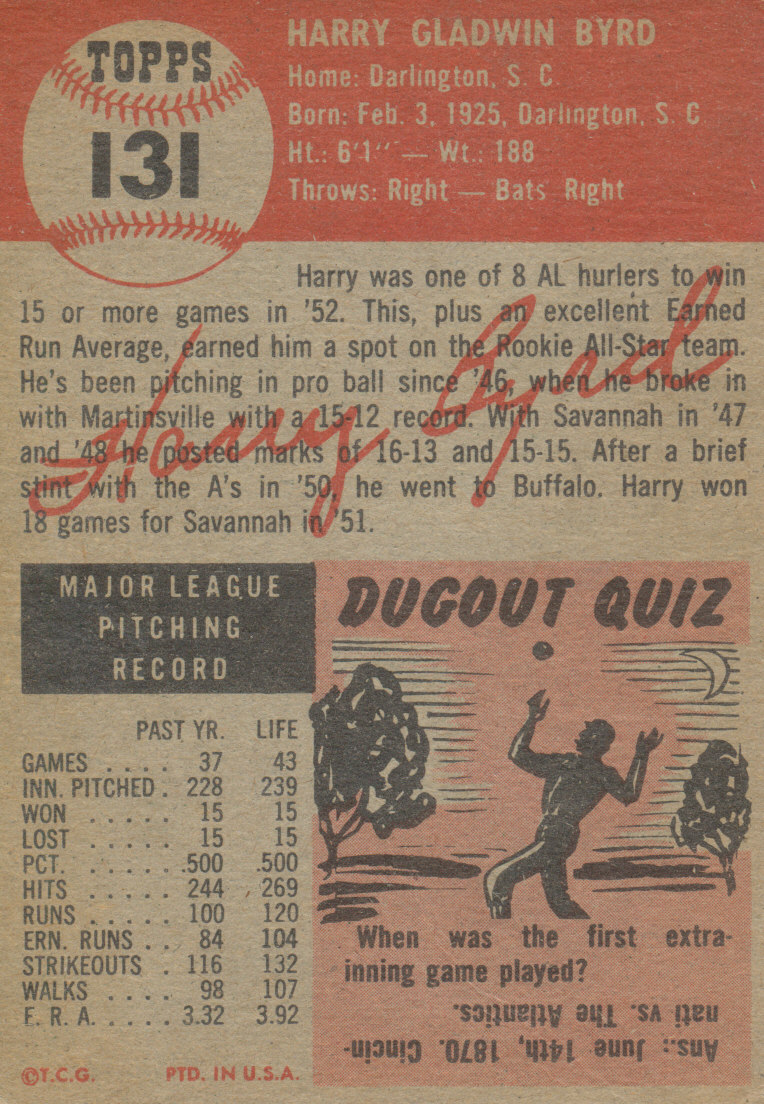 TOPPS
131
HARRY GLADWIN BYRD
Home: Darlington, S. C.
Born: Feb. 3, 1925, Darlington, S. C
Ht.: 6'1" — Wt.: 188
Throws: Right — Bats Right
Harry was one of 8 AL hurlers to win
15 or more games in '52. This, plus an excellent Earned
Run Average, earned him a spot on the Rookie All-Star team.
He's been pitching in pro ball since '46, when he broke in
with Martinsville with a 15-12 record. With Savannah in '47
and '48 he posted marks of 16-13 and 15-15. After a brief
stint with the A's in '50, he went to Buffalo. Harry won
18 games for Savannah in '51.
Harry Byrd
MAJOR LEAGUE
PITCHING
RECORD
PAST YR. LIFE
GAMES . . . . 37 43
INN. PITCHED . 228 239
WON . . . . . 15 15
LOST . . . . . 15 15
PCT. . . . . . .500 .500
HITS . . . . . 244 269
RUNS . . . . . 100 120
ERN. RUNS . . 84 104
STRIKEOUTS . 116 132
WALKS . . . . 98 107
E. R. A. . . . . 3.32 3.92
©T.C.G. PTD. IN U.S.A.
DUGOUT QUIZ
When was the first extra-
inning game played?
Ans.: June 14th, 1870. Cincin-
nati vs. The Atlantics.